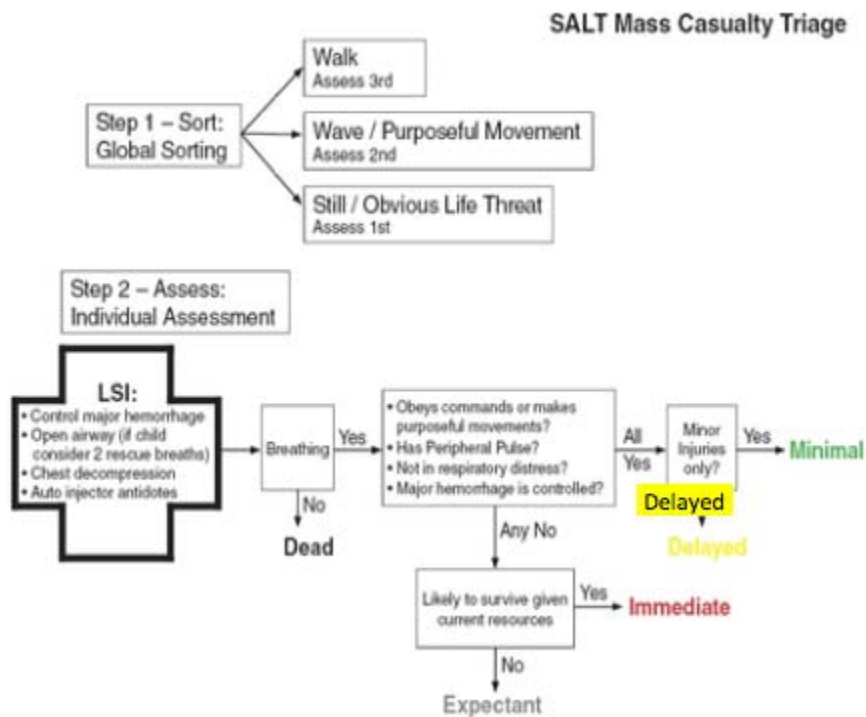 SALT Mass Casualty Triage
Walk
Assess 3rd
Step 1 – Sort:
Global Sorting
Wave / Purposeful Movement
Assess 2nd
Still / Obvious Life Threat
Assess 1st
Step 2 – Assess:
Individual Assessment
LSI:
• Control major hemorrhage
• Open airway (if child
consider 2 rescue breaths)
• Chest decompression
• Auto injector antidotes
Breathing
Yes
No
Dead
• Obeys commands or makes
purposeful movements?
• Has Peripheral Pulse?
• Not in respiratory distress?
• Major hemorrhage is controlled?
All
Yes
Minor
Injuries
only?
Yes
Minimal
Delayed
Delayed
Any No
Likely to survive given
current resources
Yes
Immediate
No
Expectant